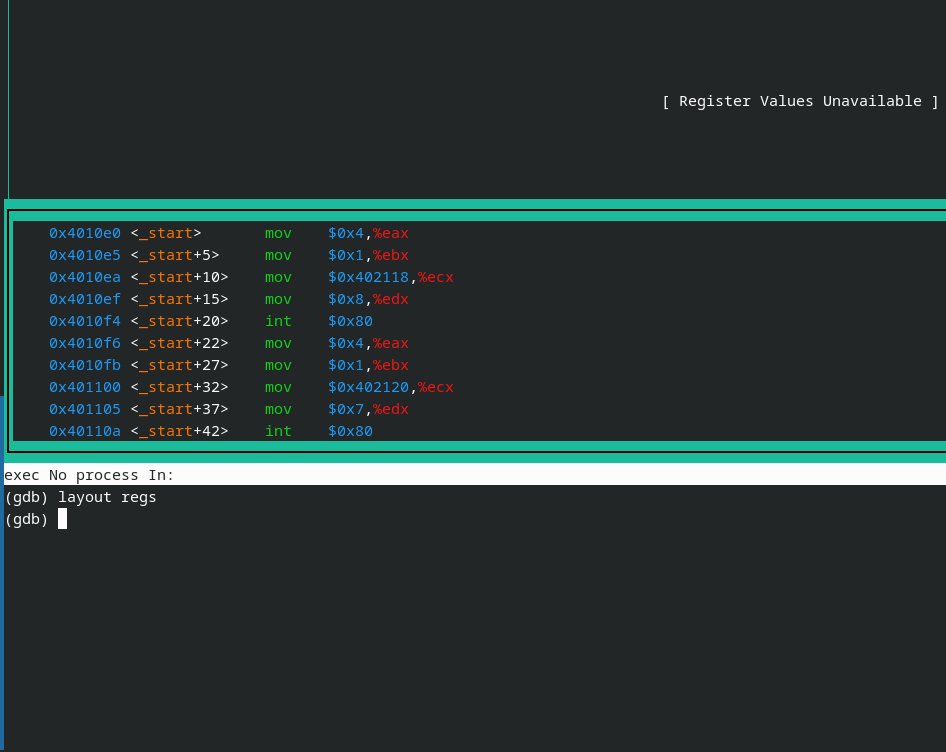 [ Register Values Unavailable ]
0x4010e0 <_start> mov $0x4,%eax
0x4010e5 <_start+5> mov $0x1,%ebx
0x4010ea <_start+10> mov $0x402118,%ecx
0x4010ef <_start+15> mov $0x8,%edx
0x4010f4 <_start+20> int $0x80
0x4010f6 <_start+22> mov $0x4,%eax
0x4010fb <_start+27> mov $0x1,%ebx
0x401100 <_start+32> mov $0x402120,%ecx
0x401105 <_start+37> mov $0x7,%edx
0x40110a <_start+42> int $0x80
exec No process In:
(gdb) layout regs
(gdb)